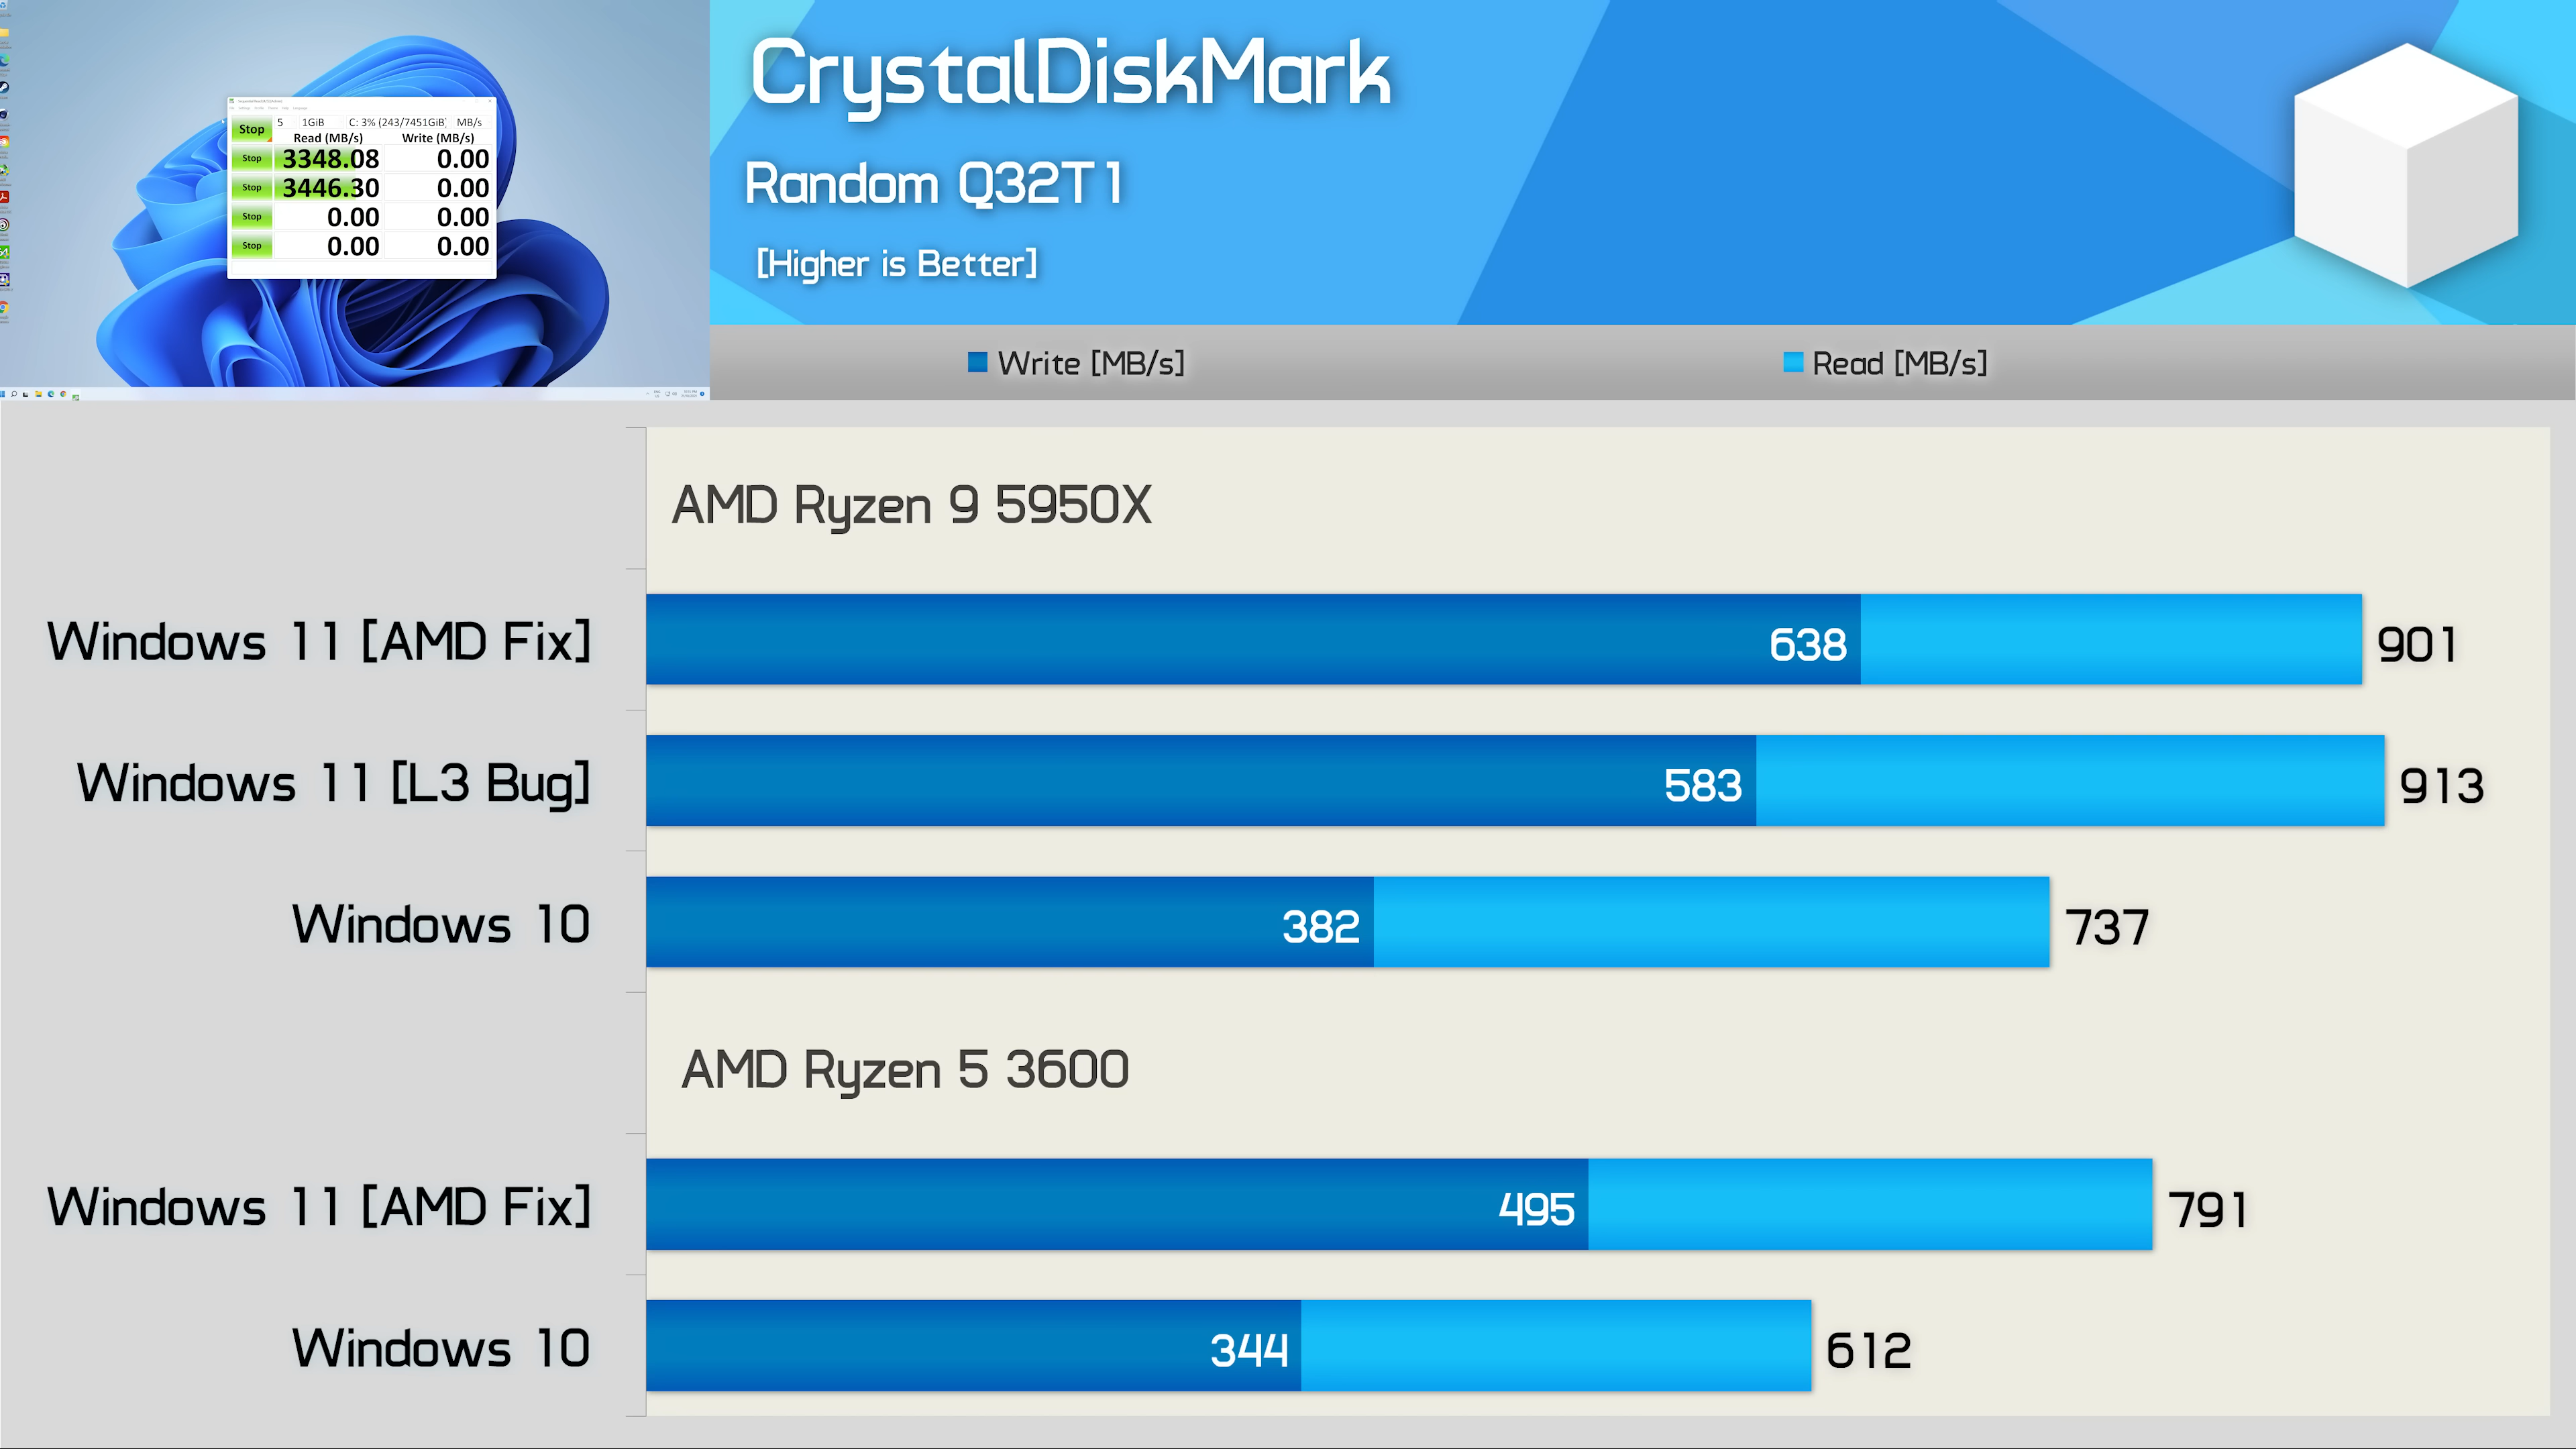 Stop 5 1GiB C: 3% (243/7451GiB) MB/s
Read (MB/s) Write (MB/s)
Stop 3348.08 0.00
Stop 3446.30 0.00
Stop 0.00 0.00
Stop 0.00 0.00
CrystalDiskMark
Random Q32T1
[Higher is Better]
Write [MB/s] Read [MB/s]
AMD Ryzen 9 5950X
Windows 11 [AMD Fix] 638 901
Windows 11 [L3 Bug] 583 913
Windows 10 382 737
AMD Ryzen 5 3600
Windows 11 [AMD Fix] 495 791
Windows 10 344 612